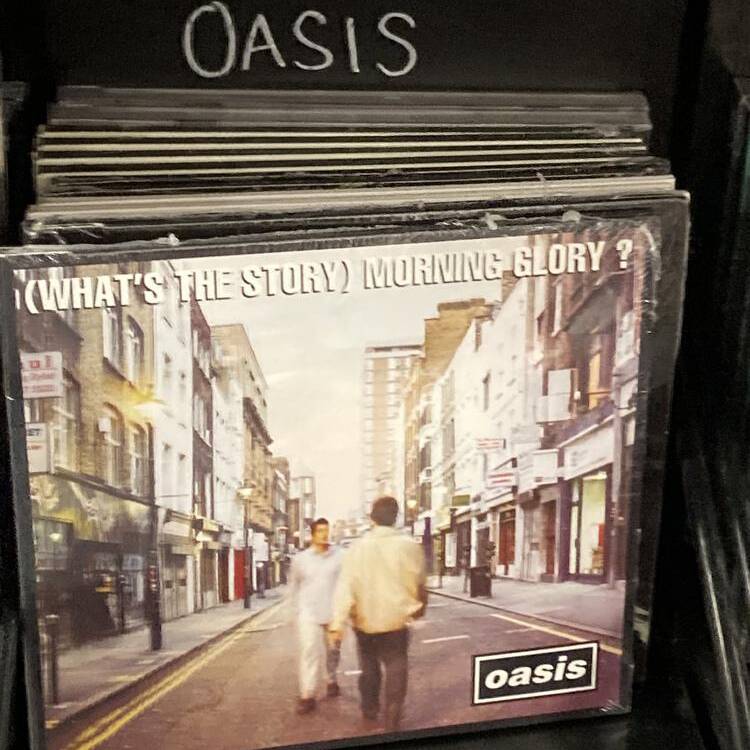 OASIS
(WHAT'S THE STORY) MORNING GLORY ?
oasis